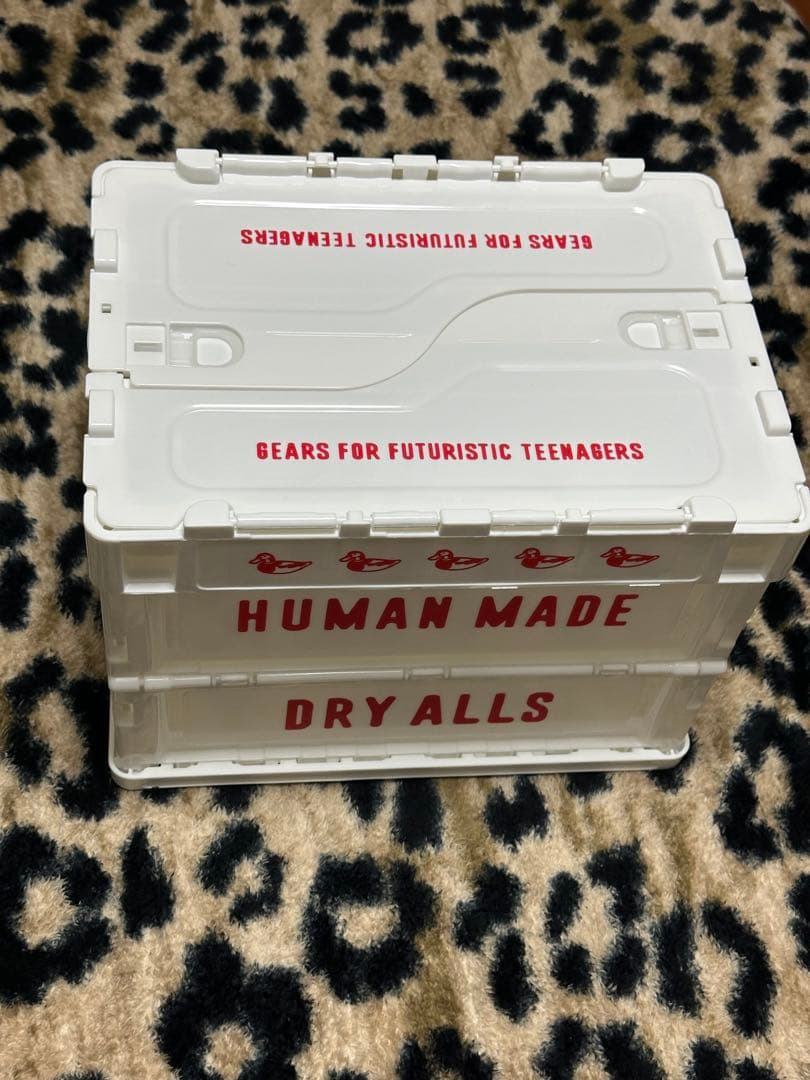 GEARS FOR FUTURISTIC TEENAGERS
GEARS FOR FUTURISTIC TEENAGERS
HUMAN MADE
DRY ALLS